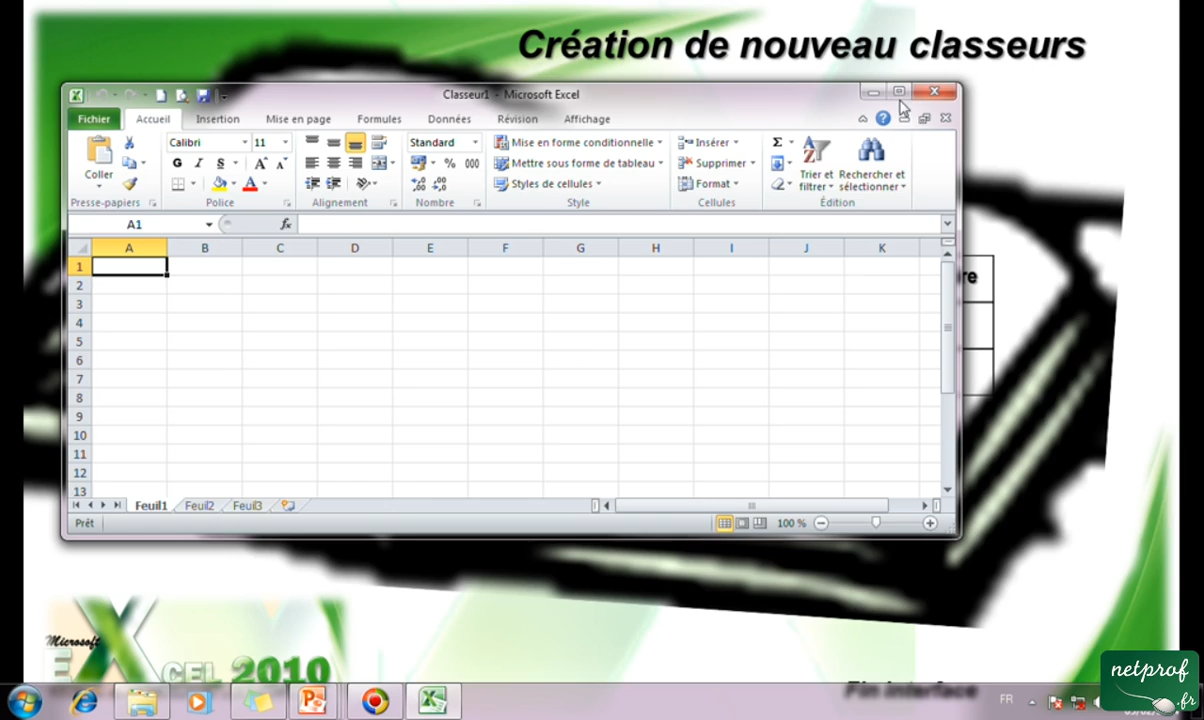 Création de nouveau classeurs
Classeur1 - Microsoft Excel
Fichier Accueil Insertion Mise en page Formules Données Révision Affichage
Calibri 11 Standard Mise en forme conditionnelle Insérer Σ
Coller G I S A A % 000 Mettre sous forme de tableau Supprimer Trier et filtrer Rechercher et sélectionner
A Styles de cellules Format
Presse-papiers Police Alignement Nombre Style Cellules Édition
A1 fx
A B C D E F G H I J K
1
2
3
4
5
6
7
8
9
10
11
12
13
re
Feuil1 Feuil2 Feuil3
Prêt 100 %
Microsoft
EXCEL 2010
Fin interface
FR
netprof
.fr